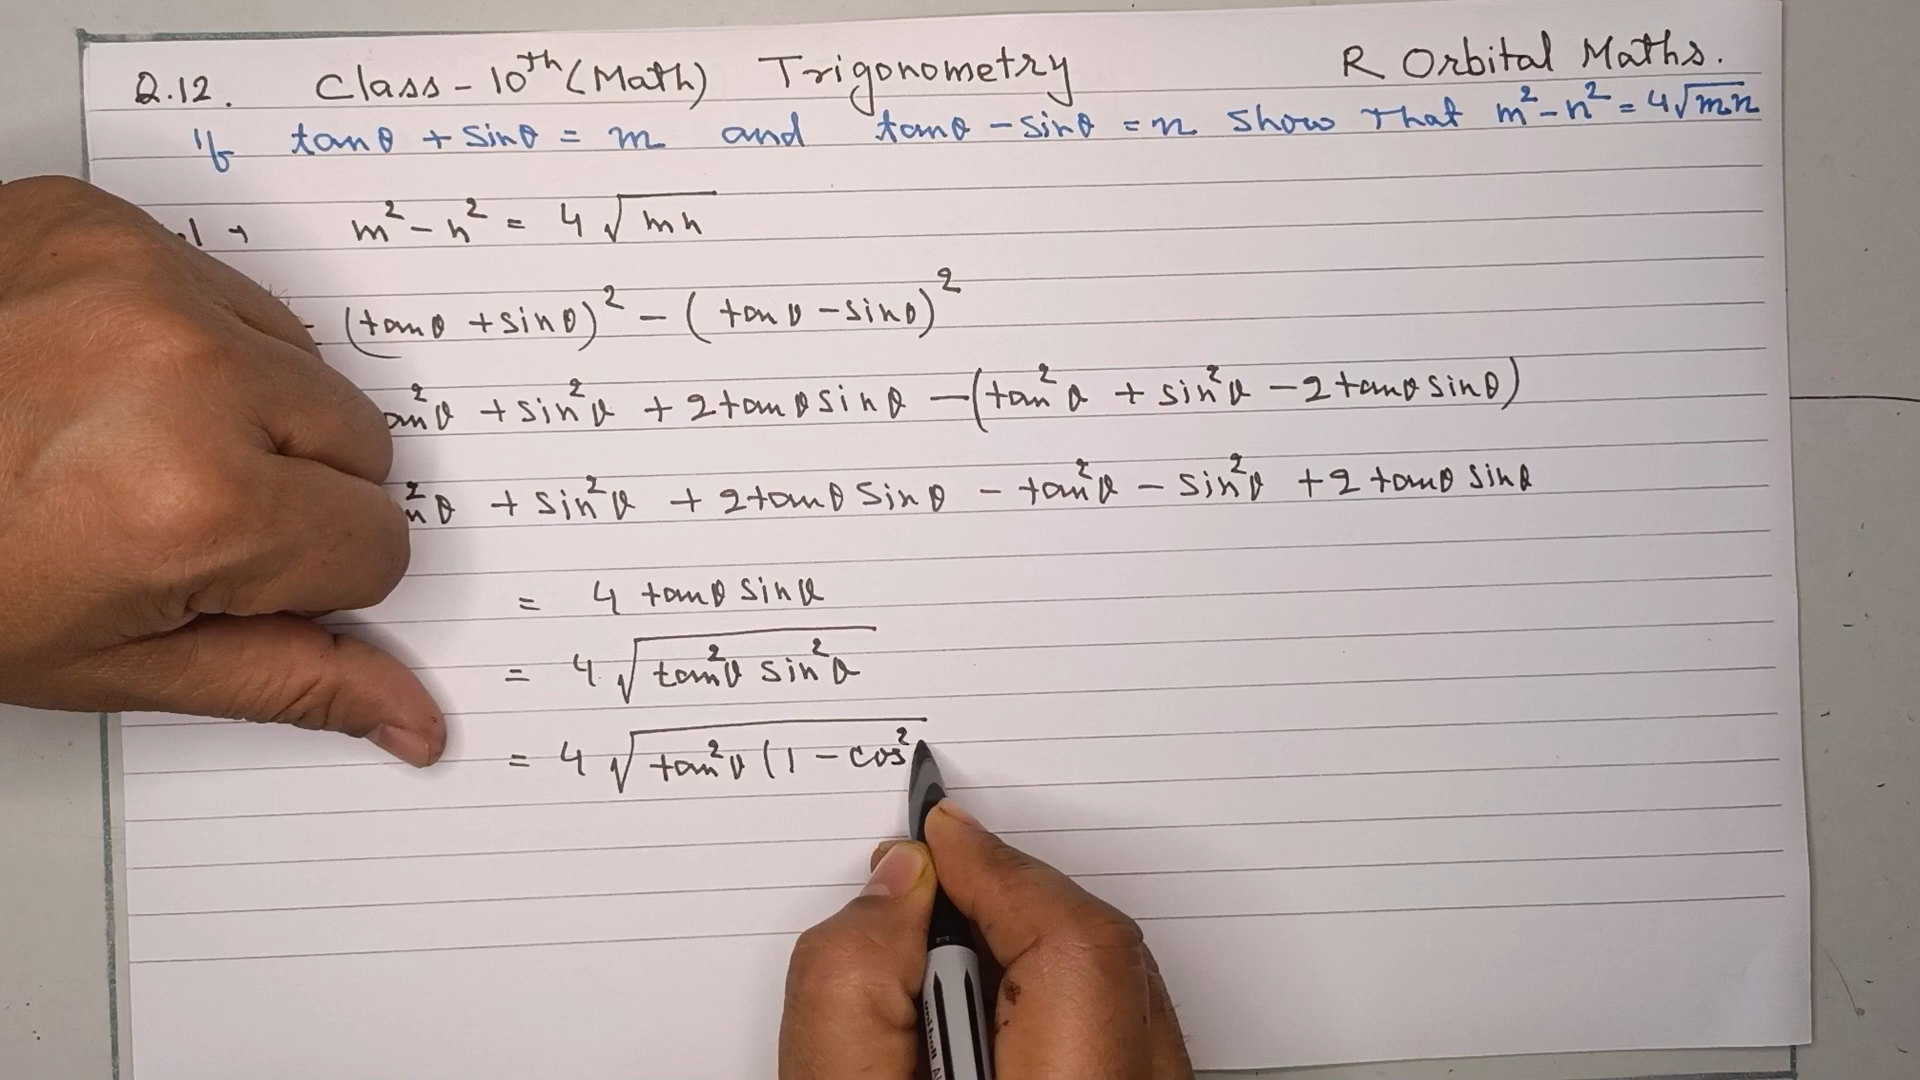 Q.12. Class - 10th (Math) Trigonometry R Orbital Maths.
If tanθ + sinθ = m and tanθ - sinθ = n show that m² - n² = 4√mn
m² - n² = 4√mn
= (tanθ + sinθ)² - (tanθ - sinθ)²
an²θ + sin²θ + 2tanθ sinθ - (tan²θ + sin²θ - 2tanθ sinθ)
n²θ + sin²θ + 2tanθ sinθ - tan²θ - sin²θ + 2tanθ sinθ
= 4 tanθ sinθ
= 4√tan²θ sin²θ
= 4√tan²θ (1 - cos²